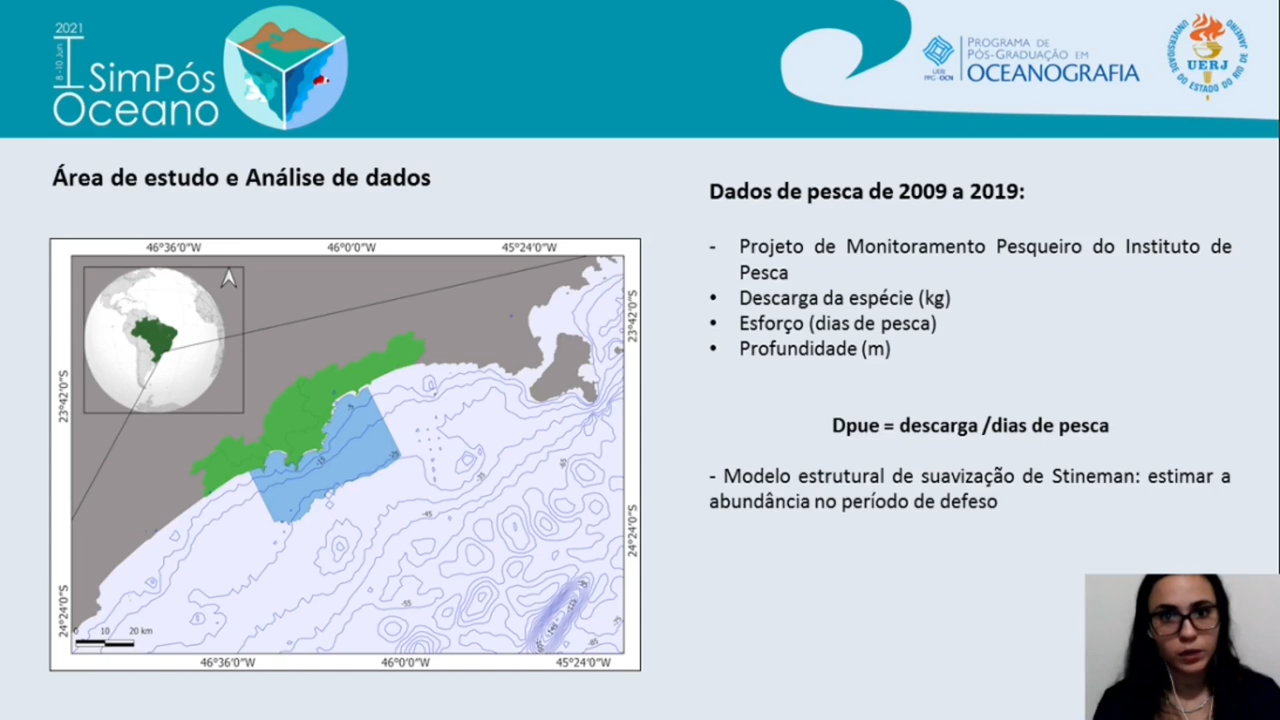 2021
I SimPós
8 -10 Jun
Oceano
PROGRAMA DE
PÓS-GRADUAÇÃO EM
OCEANOGRAFIA
UERJ
PPG-OCN
UNIVERSIDADE DO ESTADO DO RIO DE JANEIRO
UERJ
Área de estudo e Análise de dados
46°36'0"W 46°0'0"W 45°24'0"W
23°42'0"S
23°42'0"S
24°24'0"S
24°24'0"S
0 10 20 km
46°36'0"W 46°0'0"W 45°24'0"W
Dados de pesca de 2009 a 2019:
- Projeto de Monitoramento Pesqueiro do Instituto de
Pesca
• Descarga da espécie (kg)
• Esforço (dias de pesca)
• Profundidade (m)
Dpue = descarga /dias de pesca
- Modelo estrutural de suavização de Stineman: estimar a
abundância no período de defeso